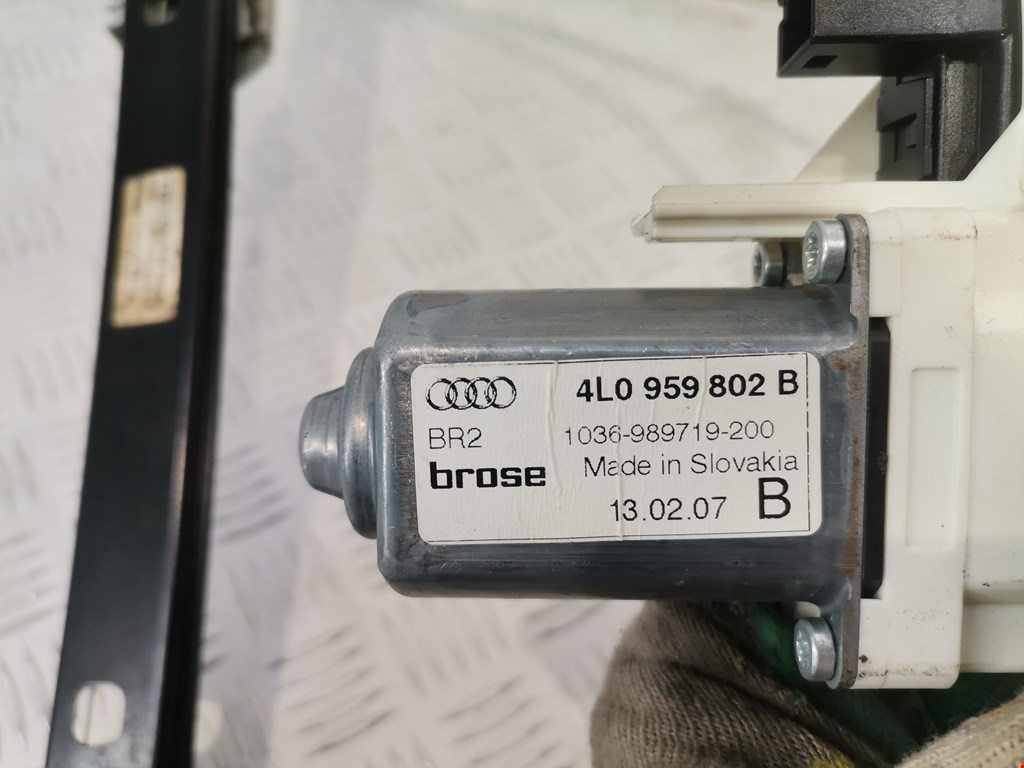 4L0 959 802 B
BR2 1036-989719-200
brose Made in Slovakia
13.02.07 B